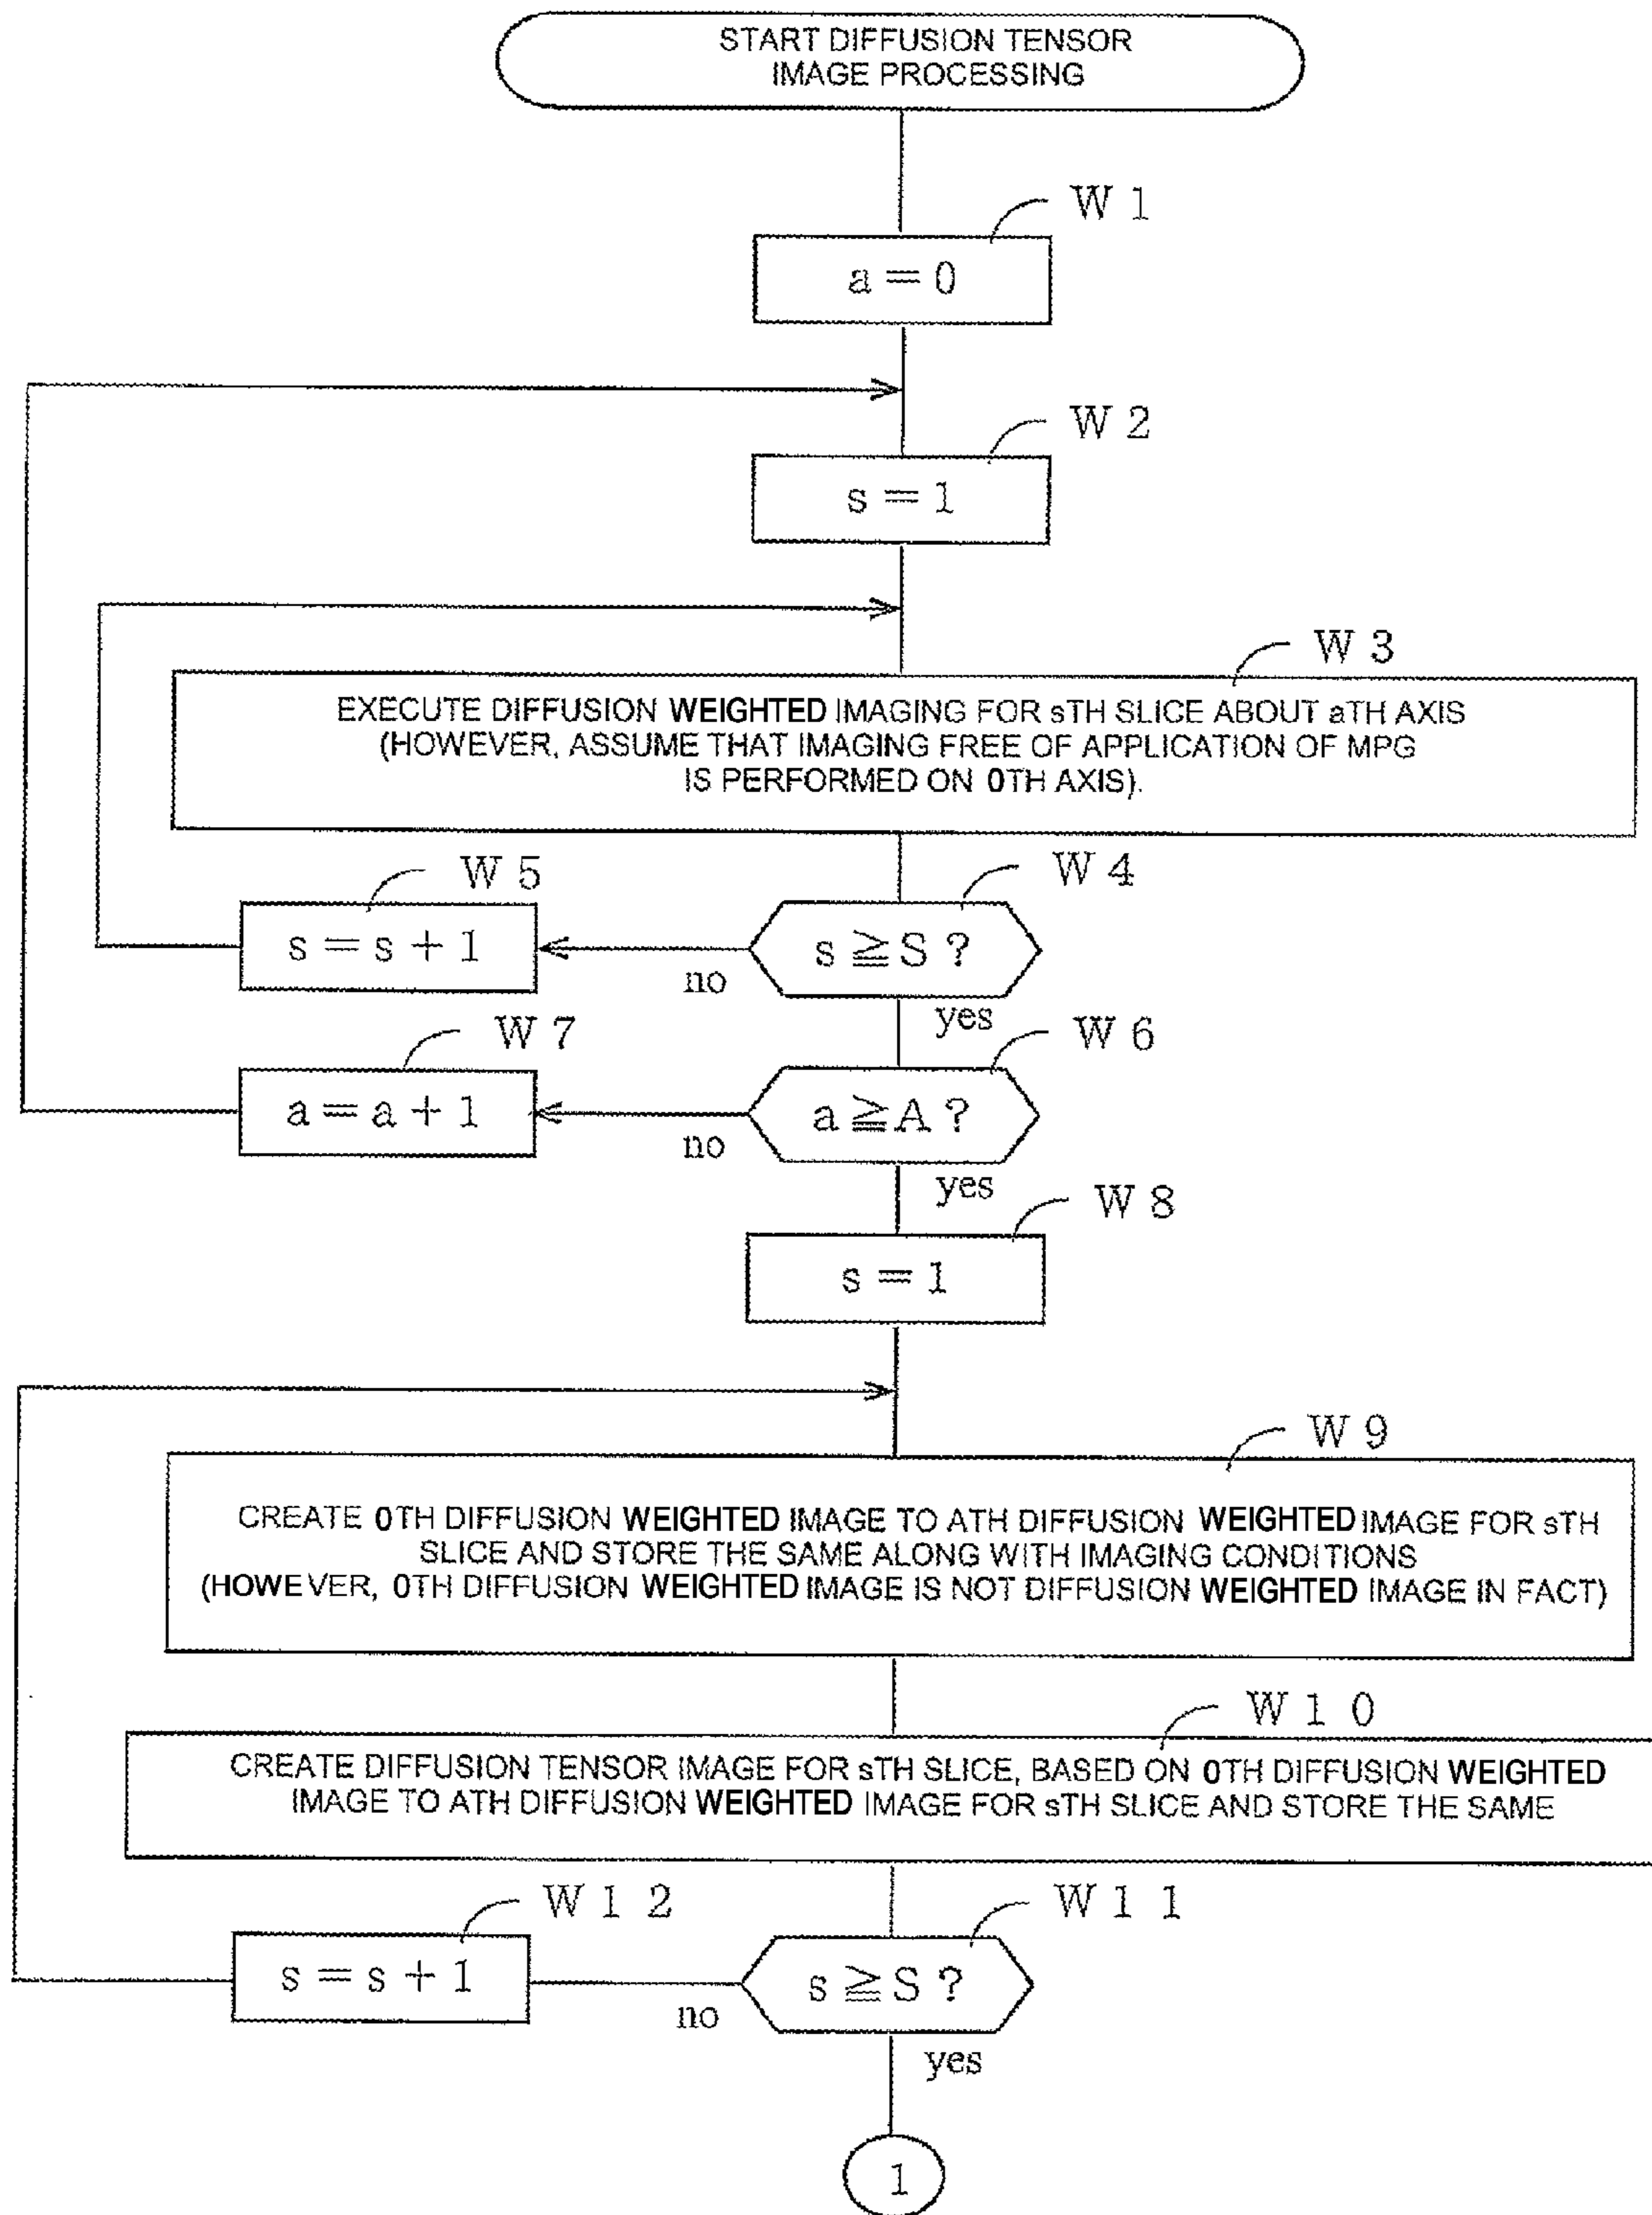 START DIFFUSION TENSOR
IMAGE PROCESSING
W 1
a = 0
W 2
s = 1
W 3
EXECUTE DIFFUSION WEIGHTED IMAGING FOR sTH SLICE ABOUT aTH AXIS
(HOWEVER, ASSUME THAT IMAGING FREE OF APPLICATION OF MPG
IS PERFORMED ON 0TH AXIS).
W 5
W 4
s = s + 1
no
s ≧ S ?
yes
W 7
W 6
a = a + 1
no
a ≧ A ?
yes
W 8
s = 1
W 9
CREATE 0TH DIFFUSION WEIGHTED IMAGE TO ATH DIFFUSION WEIGHTED IMAGE FOR sTH
SLICE AND STORE THE SAME ALONG WITH IMAGING CONDITIONS
(HOWEVER, 0TH DIFFUSION WEIGHTED IMAGE IS NOT DIFFUSION WEIGHTED IMAGE IN FACT)
W 1 0
CREATE DIFFUSION TENSOR IMAGE FOR sTH SLICE, BASED ON 0TH DIFFUSION WEIGHTED
IMAGE TO ATH DIFFUSION WEIGHTED IMAGE FOR sTH SLICE AND STORE THE SAME
W 1 2
W 1 1
s = s + 1
no
s ≧ S ?
yes
1